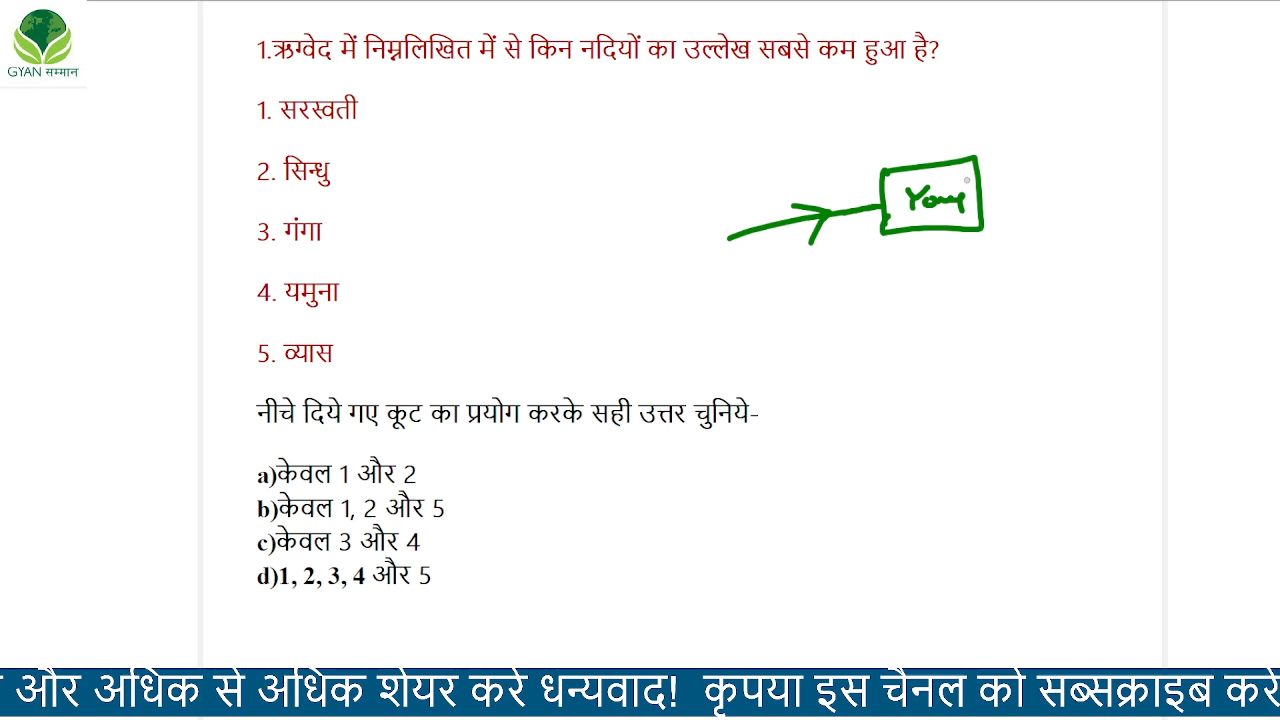 GYAN सम्मान
1.ऋग्वेद में निम्नलिखित में से किन नदियों का उल्लेख सबसे कम हुआ है?
1. सरस्वती
2. सिन्धु
3. गंगा
4. यमुना
5. व्यास
नीचे दिये गए कूट का प्रयोग करके सही उत्तर चुनिये-
a)केवल 1 और 2
b)केवल 1, 2 और 5
c)केवल 3 और 4
d)1, 2, 3, 4 और 5
और अधिक से अधिक शेयर करे धन्यवाद! कृपया इस चैनल को सब्सक्राइब करे